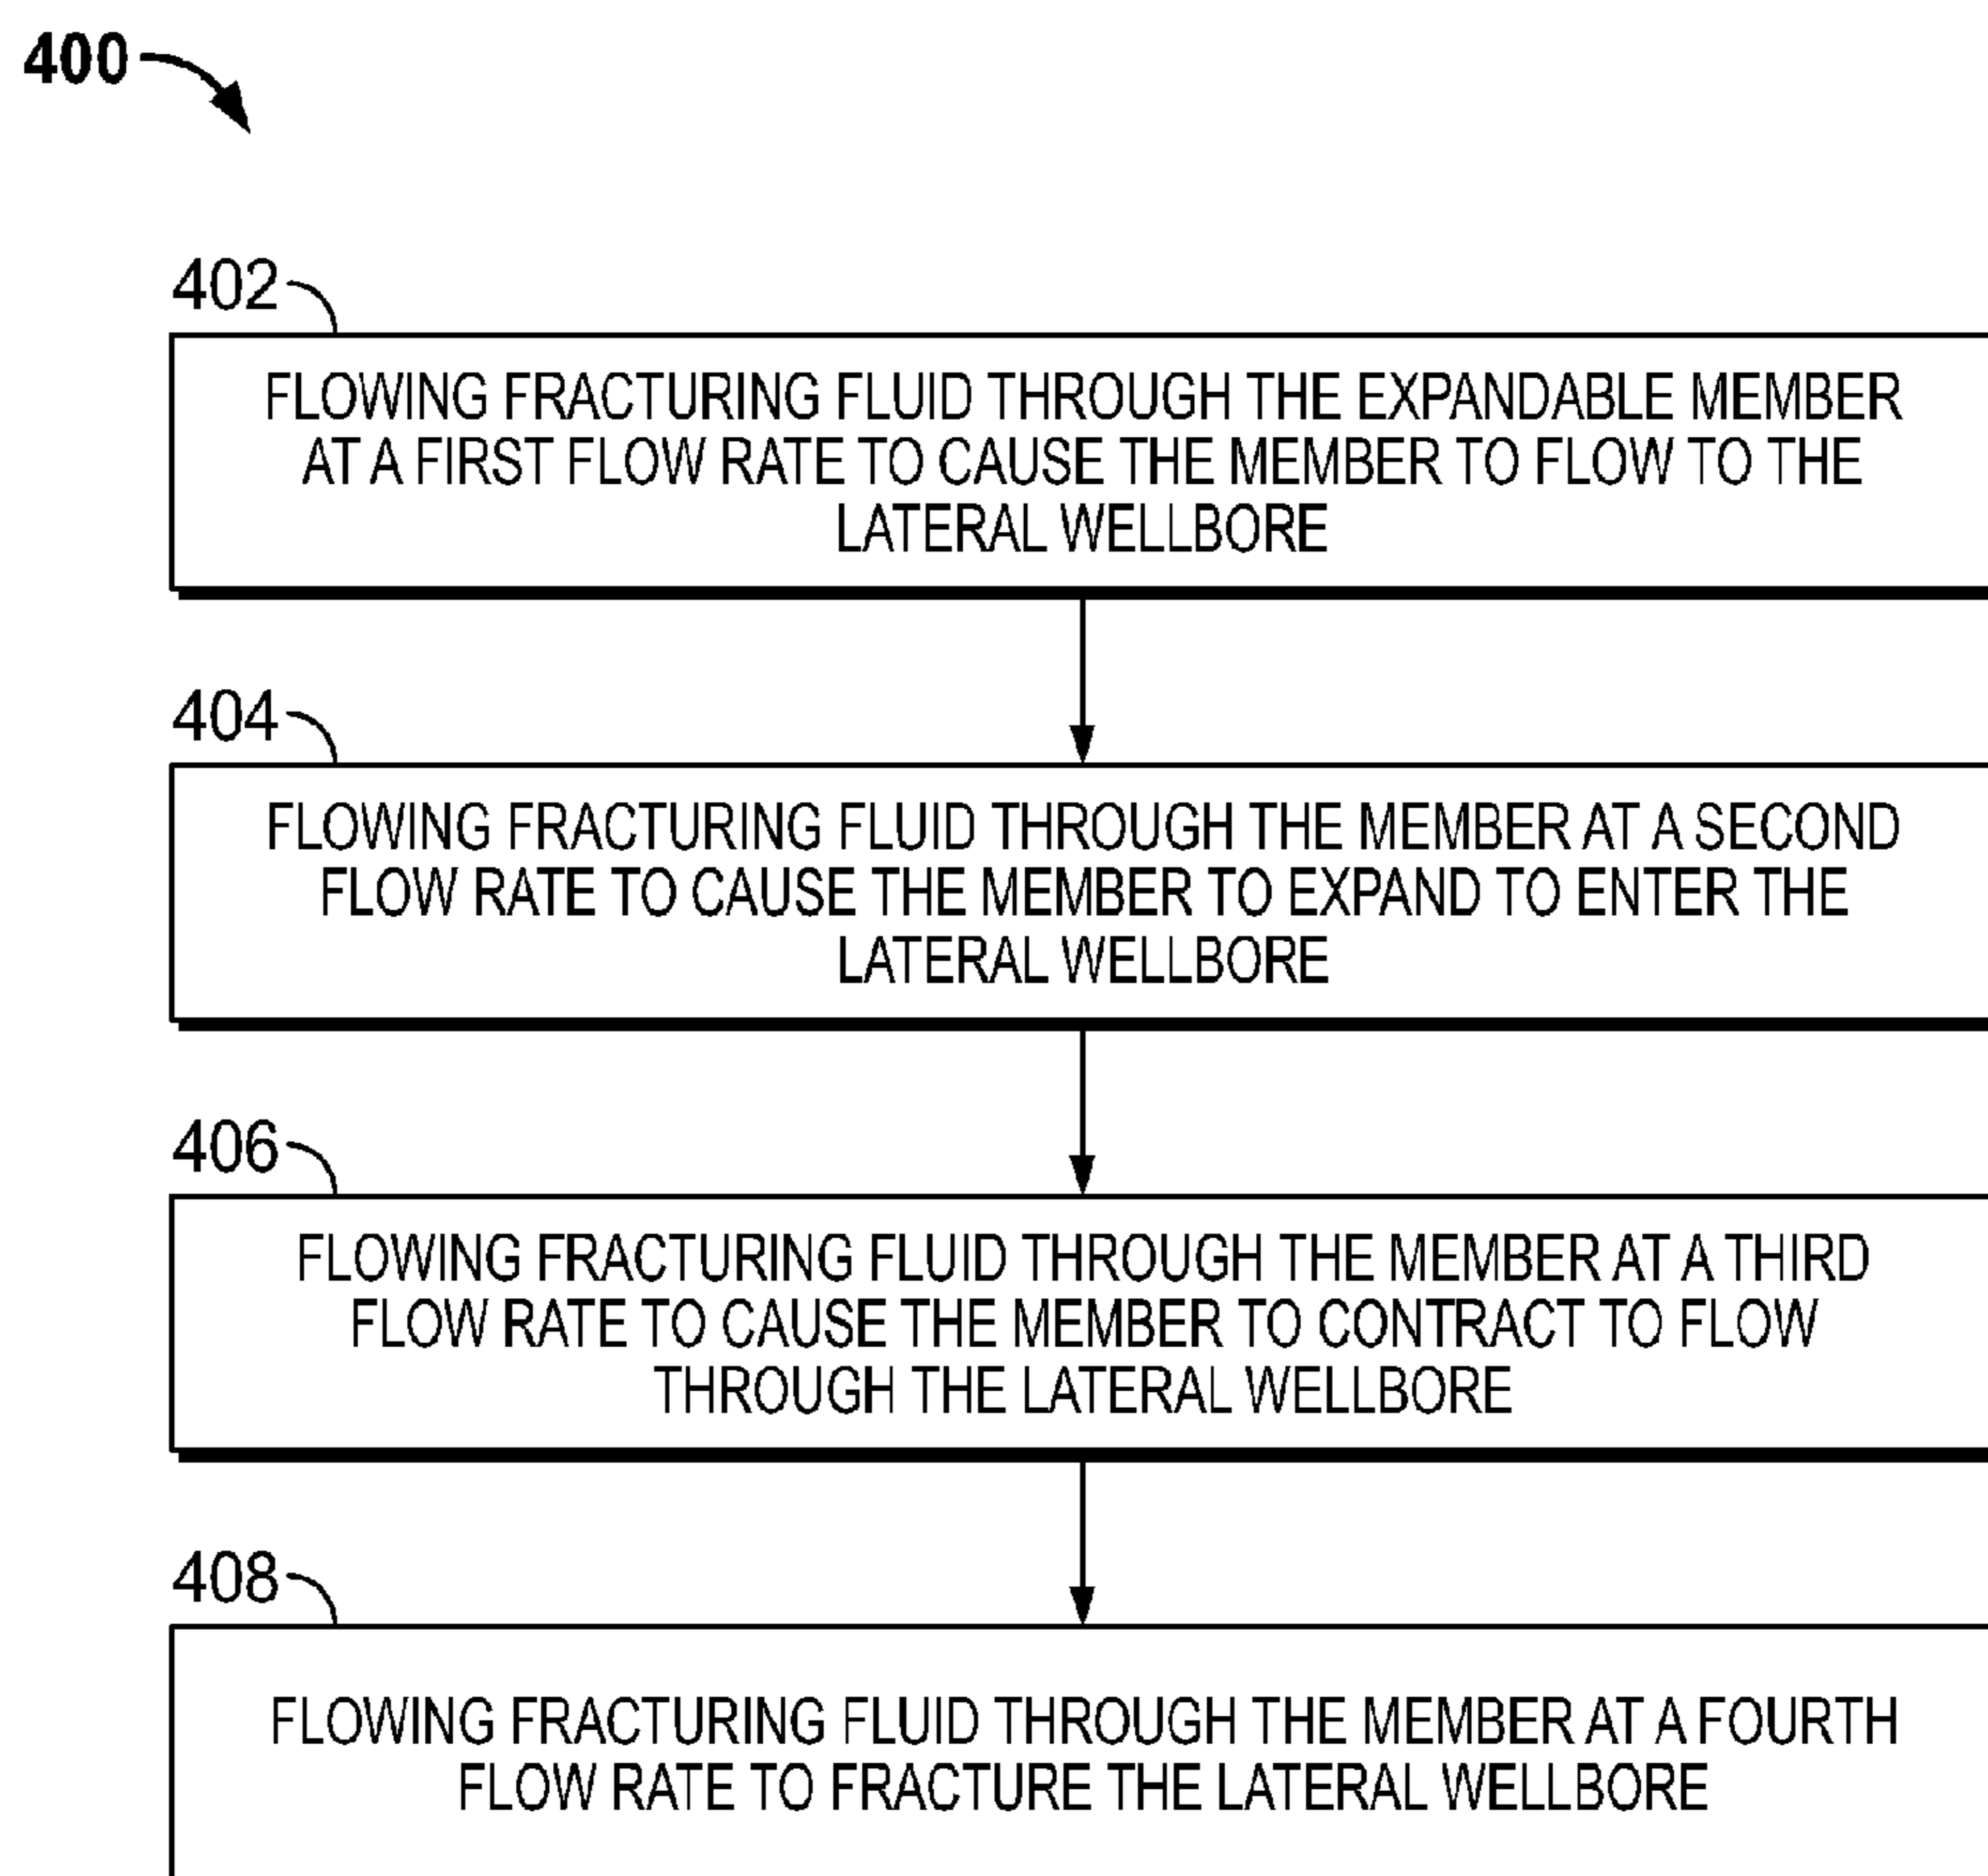 400
402
FLOWING FRACTURING FLUID THROUGH THE EXPANDABLE MEMBER
AT A FIRST FLOW RATE TO CAUSE THE MEMBER TO FLOW TO THE
LATERAL WELLBORE
404
FLOWING FRACTURING FLUID THROUGH THE MEMBER AT A SECOND
FLOW RATE TO CAUSE THE MEMBER TO EXPAND TO ENTER THE
LATERAL WELLBORE
406
FLOWING FRACTURING FLUID THROUGH THE MEMBER AT A THIRD
FLOW RATE TO CAUSE THE MEMBER TO CONTRACT TO FLOW
THROUGH THE LATERAL WELLBORE
408
FLOWING FRACTURING FLUID THROUGH THE MEMBER AT A FOURTH
FLOW RATE TO FRACTURE THE LATERAL WELLBORE